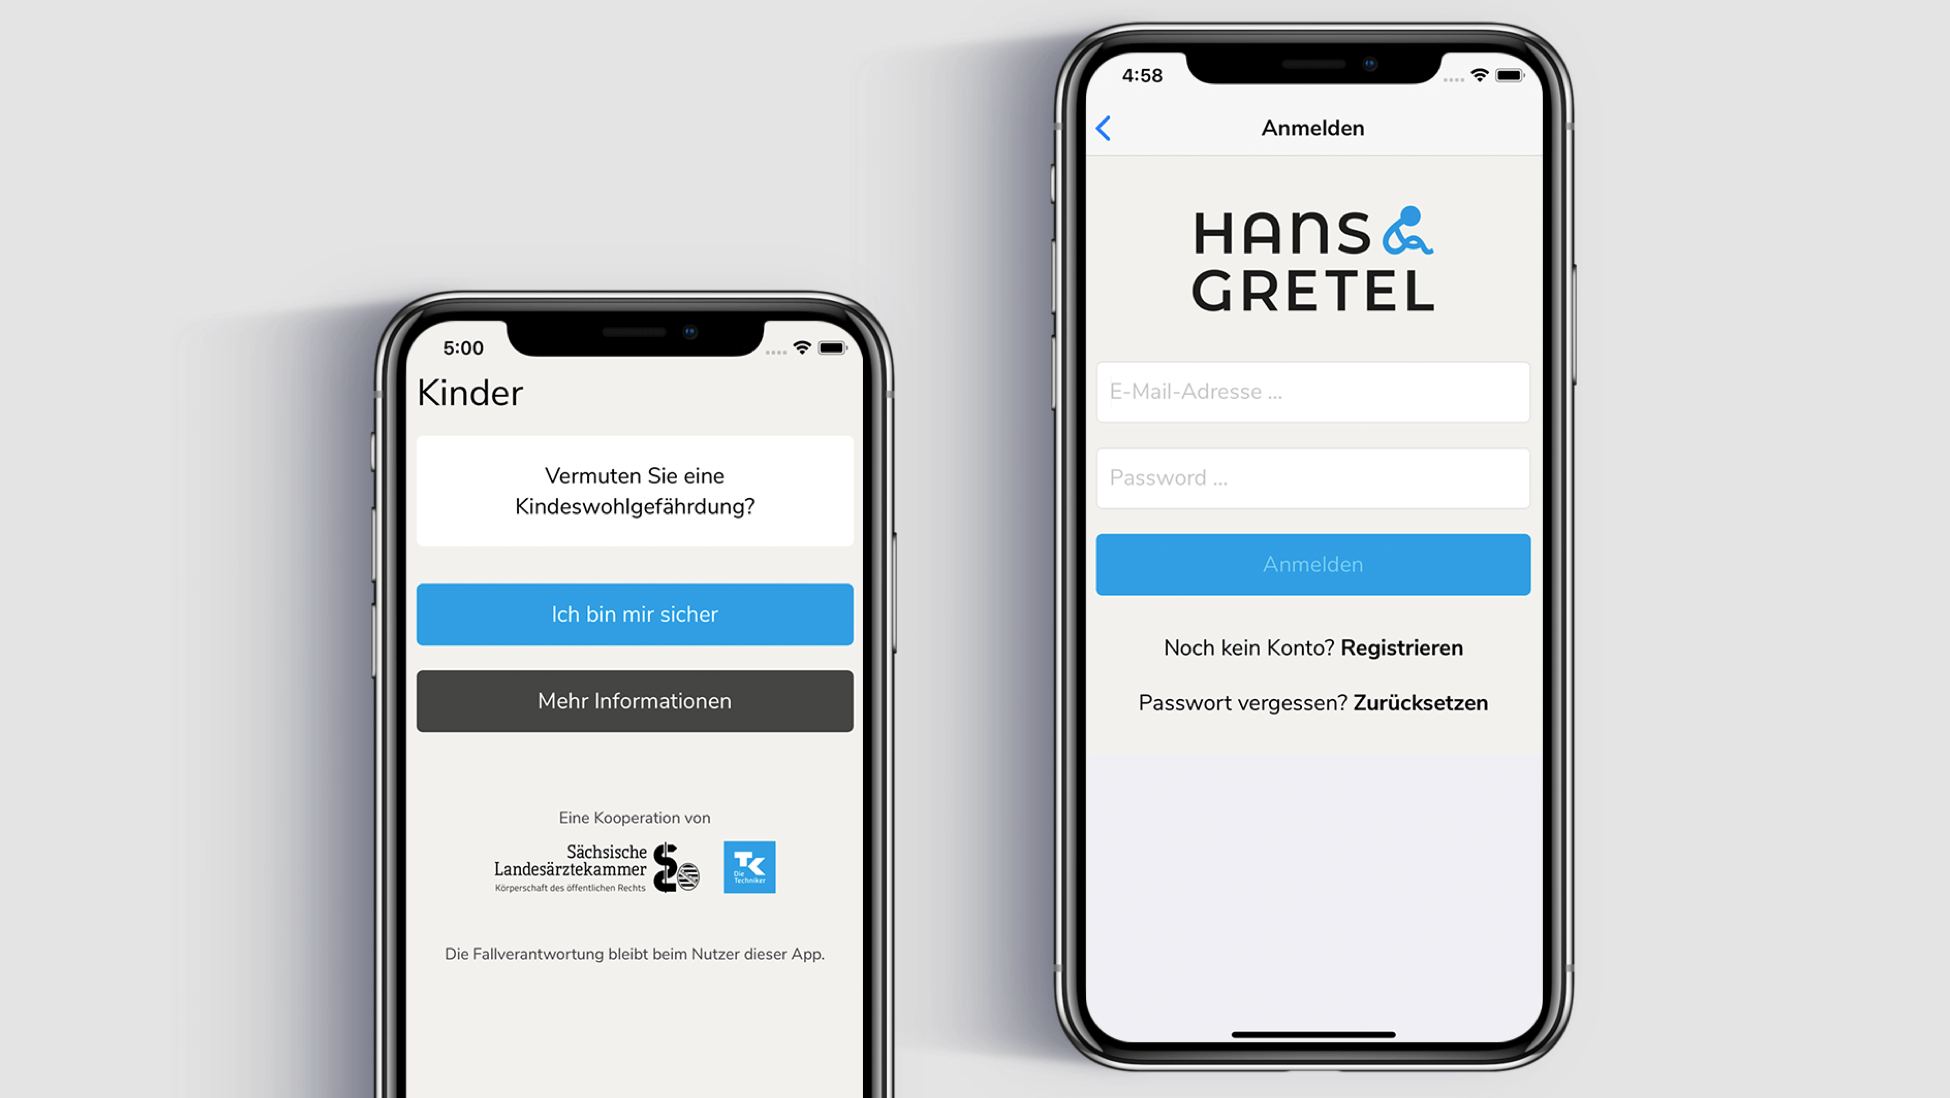 5:00
Kinder
Vermuten Sie eine
Kindeswohlgefährdung?
Ich bin mir sicher
Mehr Informationen
Eine Kooperation von
Sächsische
Landesärztekammer
Körperschaft des öffentlichen Rechts
TK
Die
Techniker
Die Fallverantwortung bleibt beim Nutzer dieser App.
4:58
Anmelden
HANS &
GRETEL
E-Mail-Adresse ...
Password ...
Anmelden
Noch kein Konto? Registrieren
Passwort vergessen? Zurücksetzen